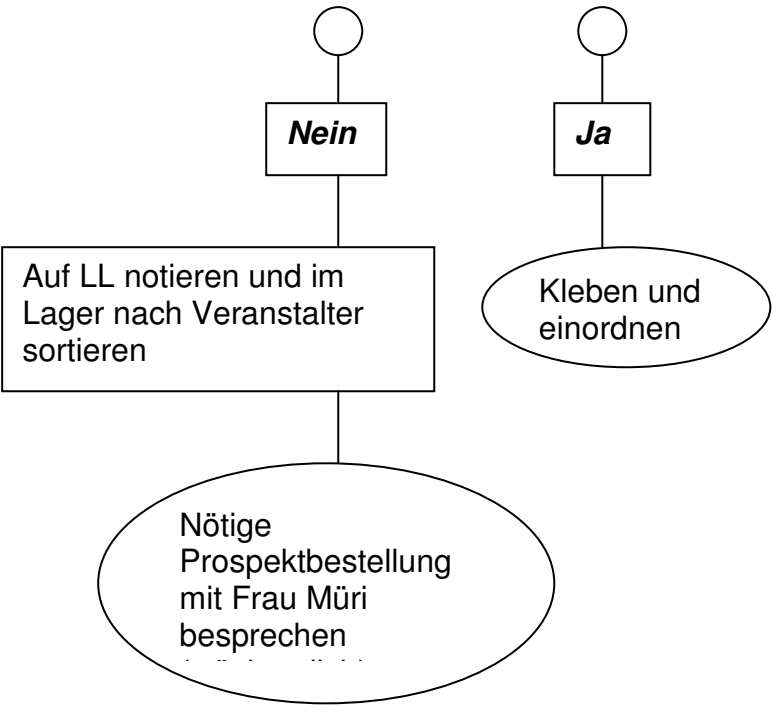 Nein
Ja
Auf LL notieren und im
Lager nach Veranstalter
sortieren
Kleben und
einordnen
Nötige
Prospektbestellung
mit Frau Müri
besprechen